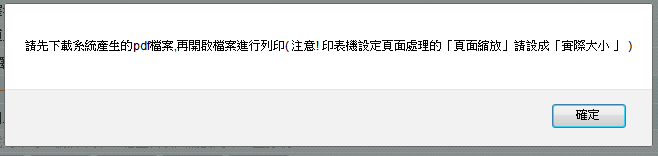 請先下載系統產生的pdf檔案,再開啟檔案進行列印( 注意! 印表機設定頁面處理的「頁面縮放」請設成「實際大小 」 )
確定